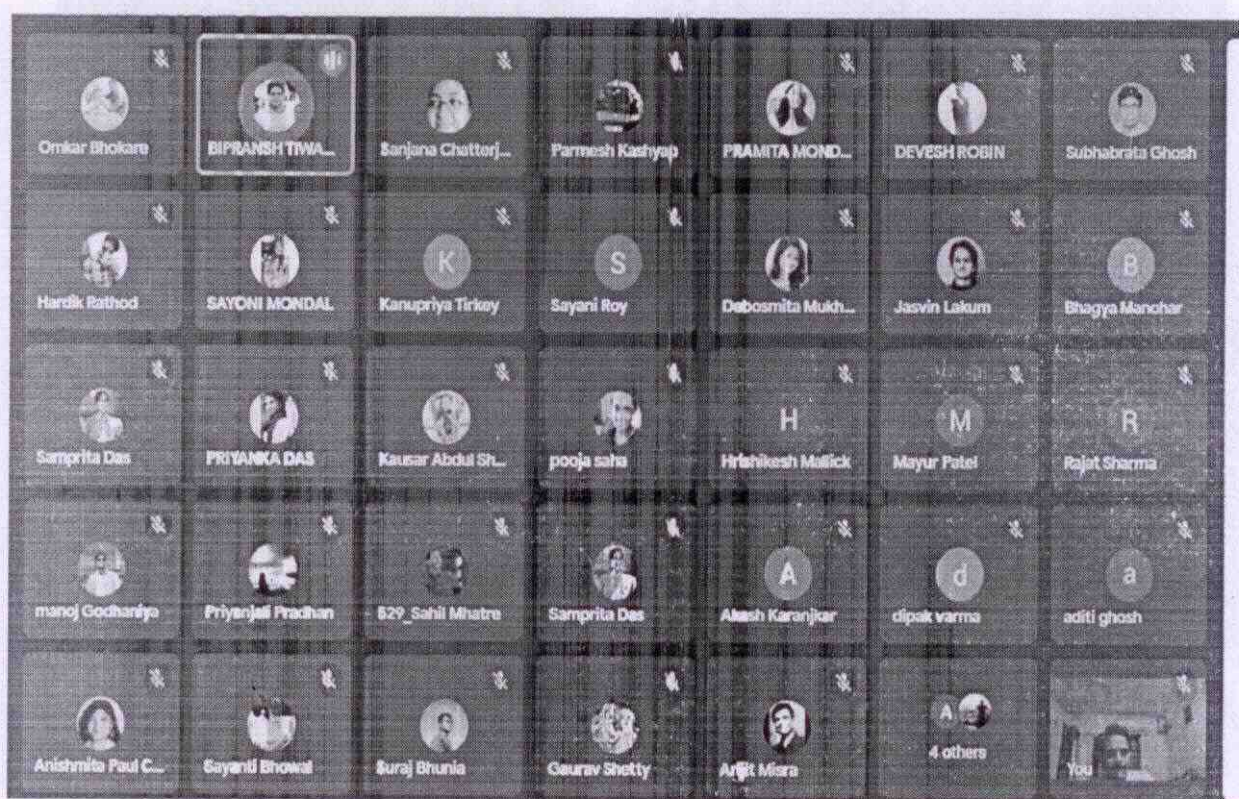 Omkar Bhokare BIPRANSH TIWA... Sanjana Chatterj... Parmesh Kashyap PRAMITA MOND... DEVESH ROBIN Subhabrata Ghosh
K S B
Hardik Rathod SAYONI MONDAL Kanupriya Tirkey Sayani Roy Debosmita Mukh... Jasvin Lakum Bhagya Manohar
H M R
Samprita Das PRIYANKA DAS Kausar Abdul Sh... pooja saha Hrishikesh Mallick Mayur Patel Rajat Sharma
A d a
manoj Godhaniya Priyanjali Pradhan 529_Sahil Mhatre Samprita Das Akash Karanjkar dipak varma aditi ghosh
A
Anishmita Paul C... Sayanti Bhowal Suraj Bhunia Gaurav Shetty Arijit Misra 4 others You